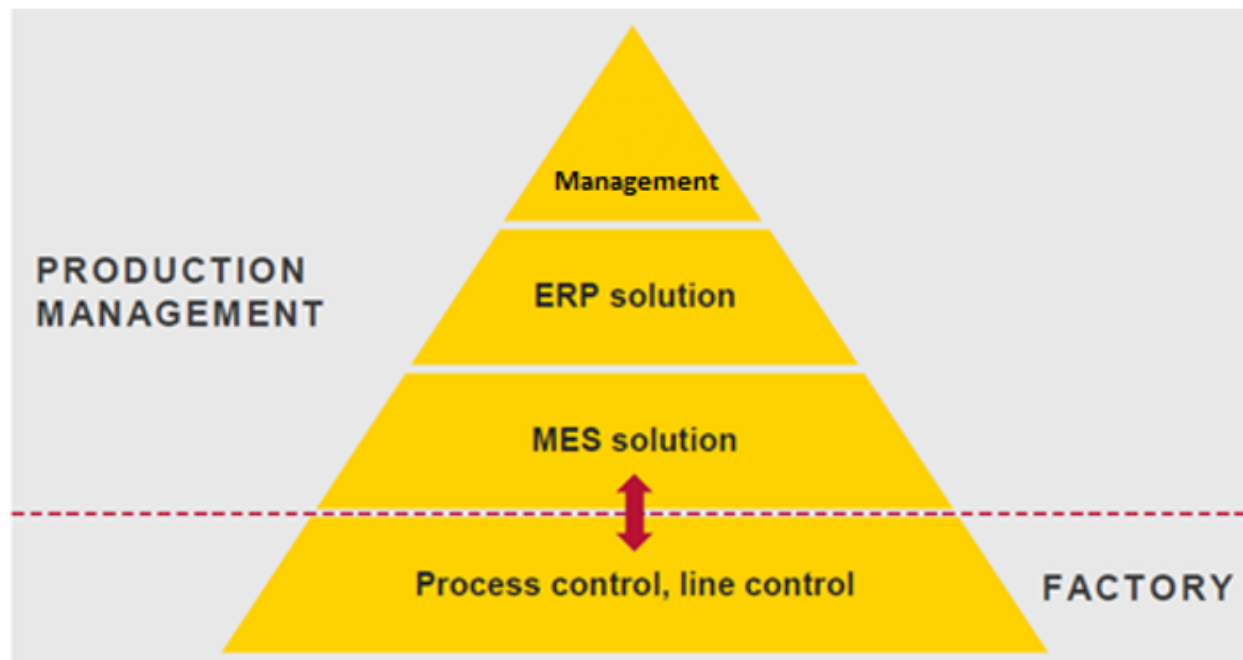 Management
PRODUCTION
MANAGEMENT
ERP solution
MES solution
Process control, line control
FACTORY